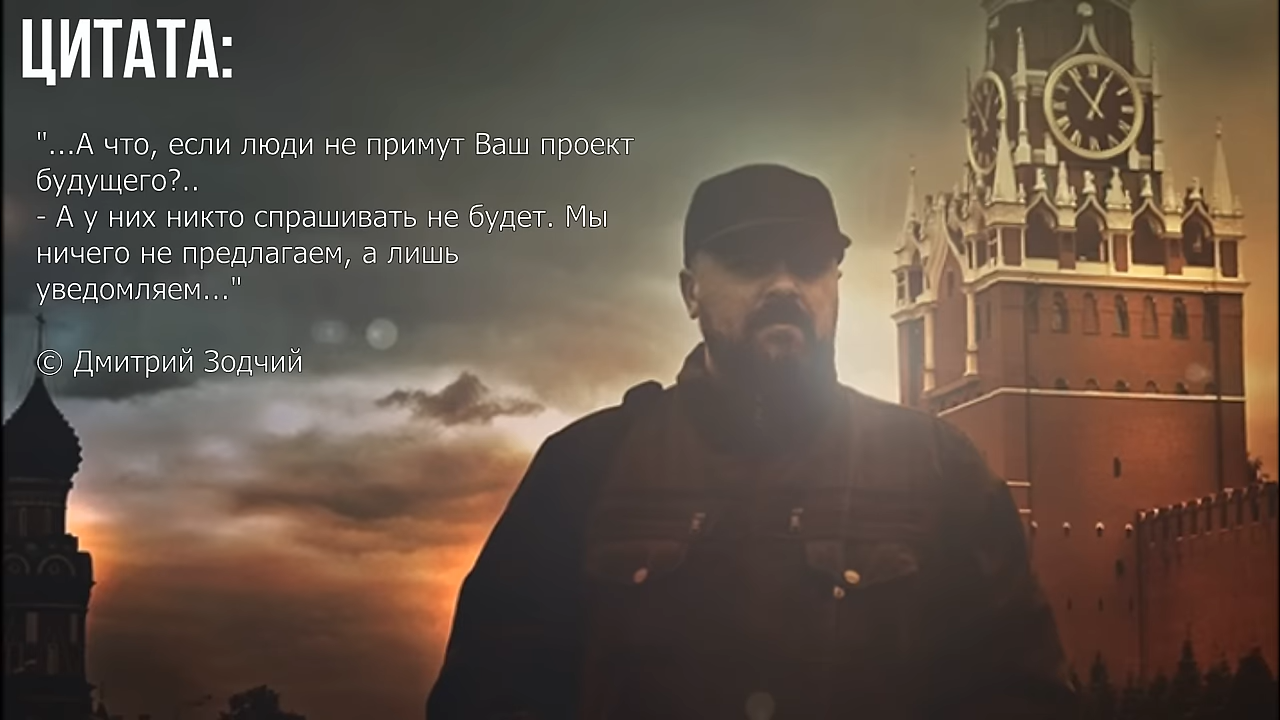 ЦИТАТА:
"...А что, если люди не примут Ваш проект
будущего?..
- А у них никто спрашивать не будет. Мы
ничего не предлагаем, а лишь
уведомляем..."
© Дмитрий Зодчий